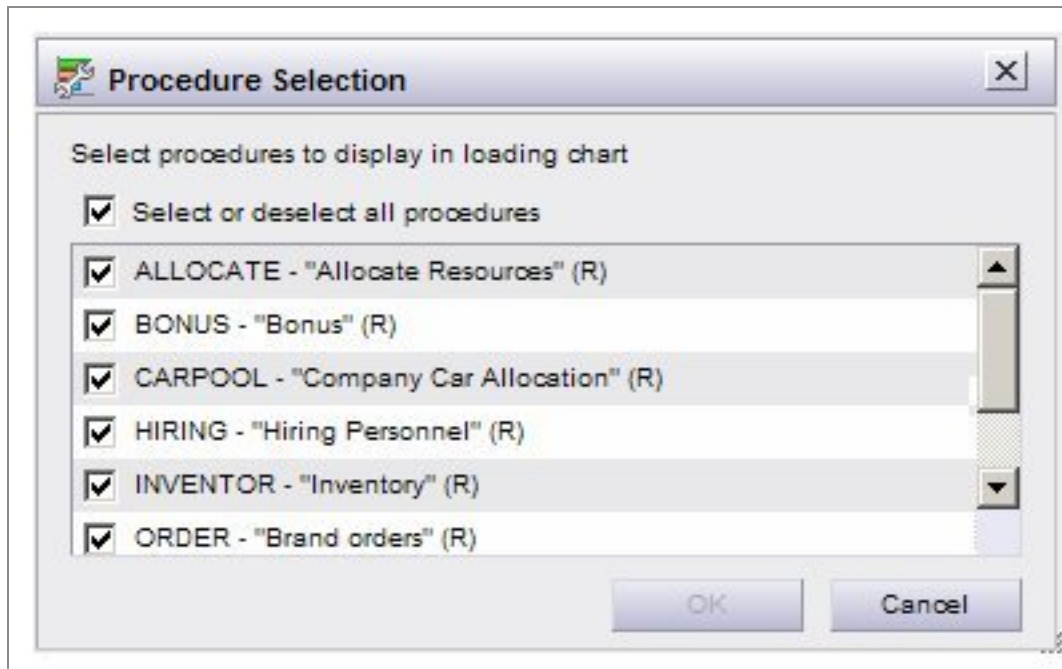 Procedure Selection
Select procedures to display in loading chart
Select or deselect all procedures
ALLOCATE - "Allocate Resources" (R)
BONUS - "Bonus" (R)
CARPOOL - "Company Car Allocation" (R)
HIRING - "Hiring Personnel" (R)
INVENTOR - "Inventory" (R)
ORDER - "Brand orders" (R)
OK Cancel